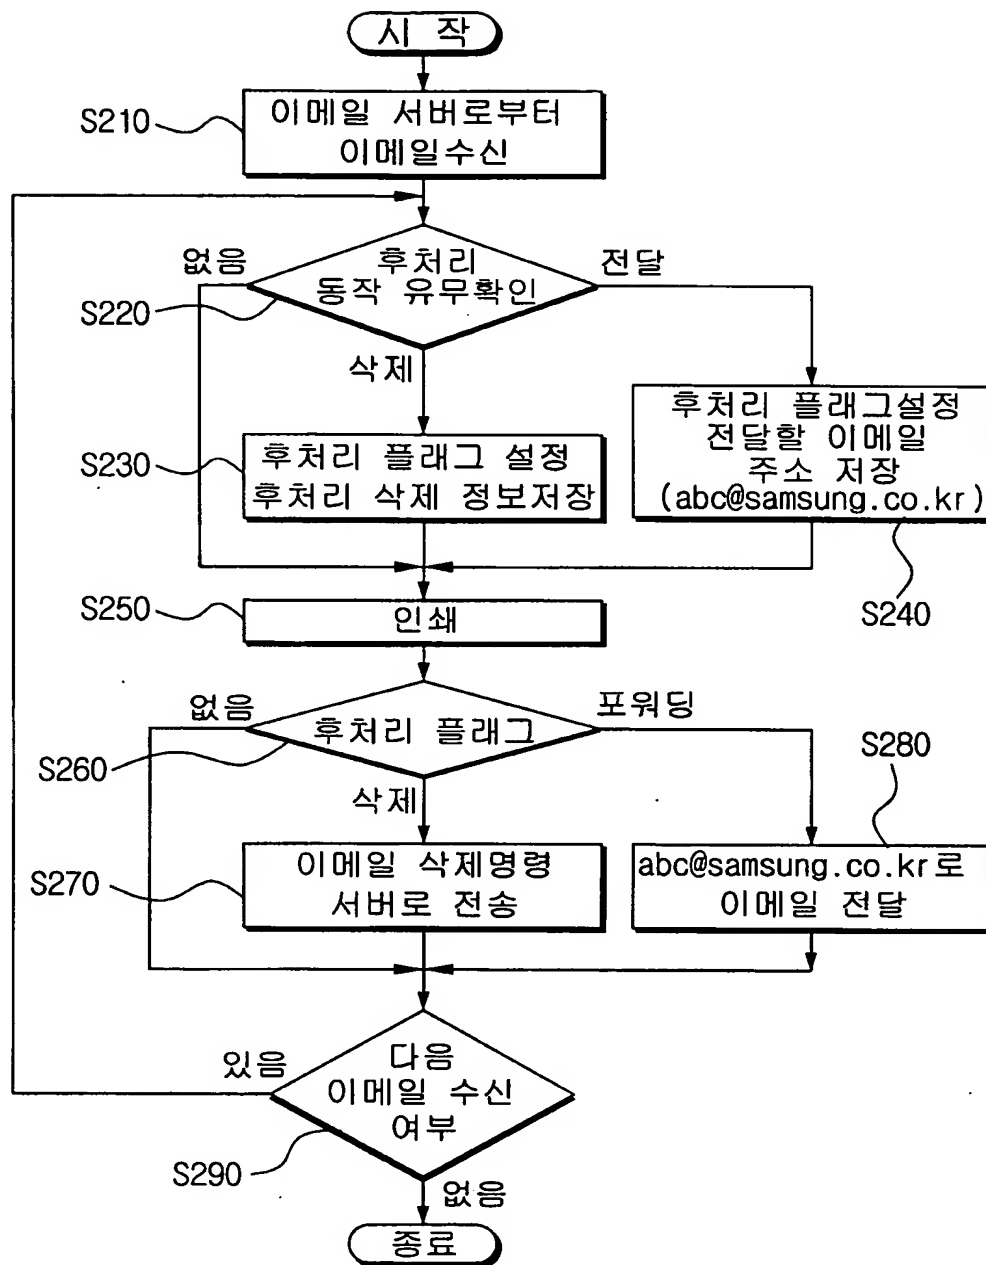 시 작
S210
이메일 서버로부터
이메일수신
없음
후처리
동작 유무확인
전달
S220
삭제
S230
후처리 플래그 설정
후처리 삭제 정보저장
후처리 플래그설정
전달할 이메일
주소 저장
(abc@samsung.co.kr)
S240
S250
인쇄
없음
후처리 플래그
포워딩
S260
삭제
S280
S270
이메일 삭제명령
서버로 전송
abc@samsung.co.kr로
이메일 전달
있음
다음
이메일 수신
여부
S290
없음
종료